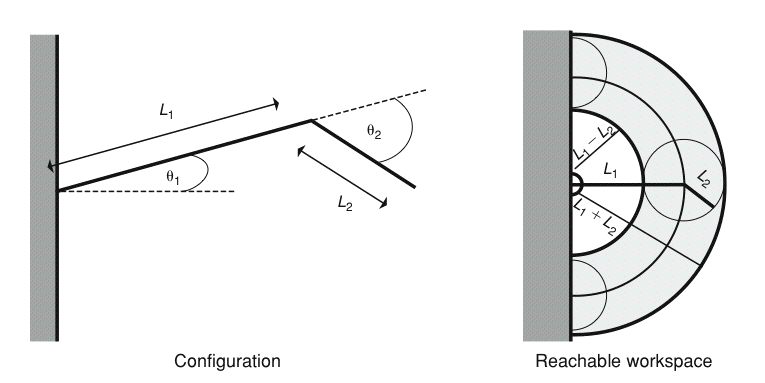 L₁
θ₁
θ₂
L₂
Configuration
L₁ – L₂
L₁
L₂
L₁ + L₂
Reachable workspace